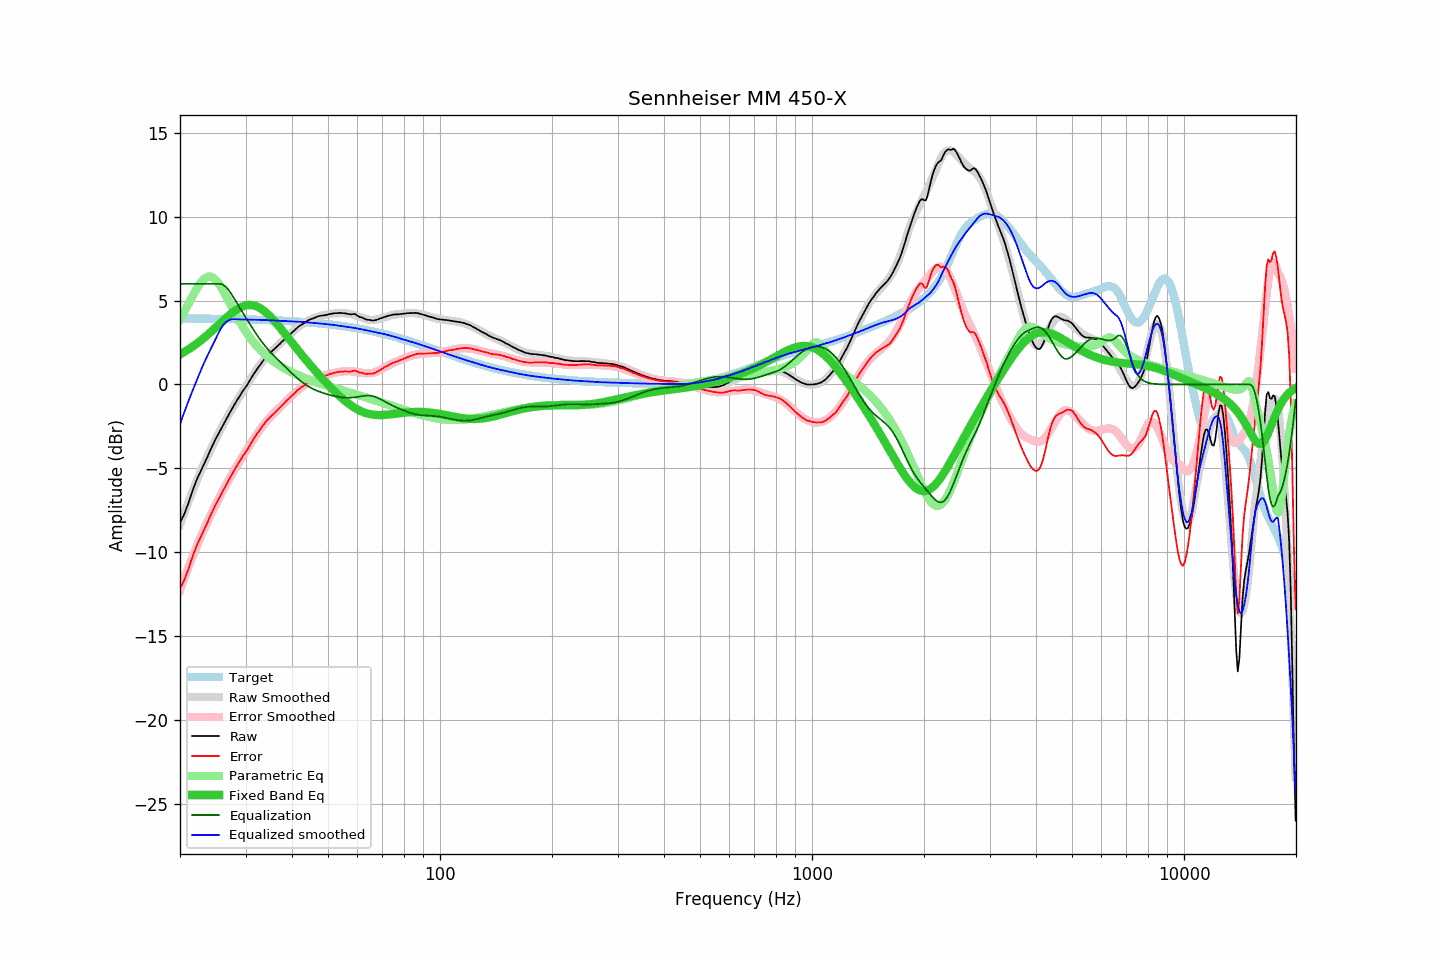 Sennheiser MM 450-X
Amplitude (dBr)
15
10
5
0
−5
−10
−15
−20
−25
Target
Raw Smoothed
Error Smoothed
Raw
Error
Parametric Eq
Fixed Band Eq
Equalization
Equalized smoothed
100
1000
10000
Frequency (Hz)